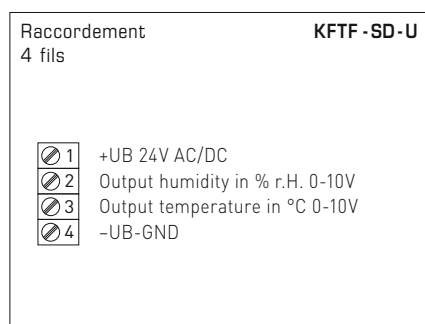 Raccordement KFTF-SD-U
4 fils
1 +UB 24V AC/DC
2 Output humidity in % r.H. 0-10V
3 Output temperature in °C 0-10V
4 –UB-GND